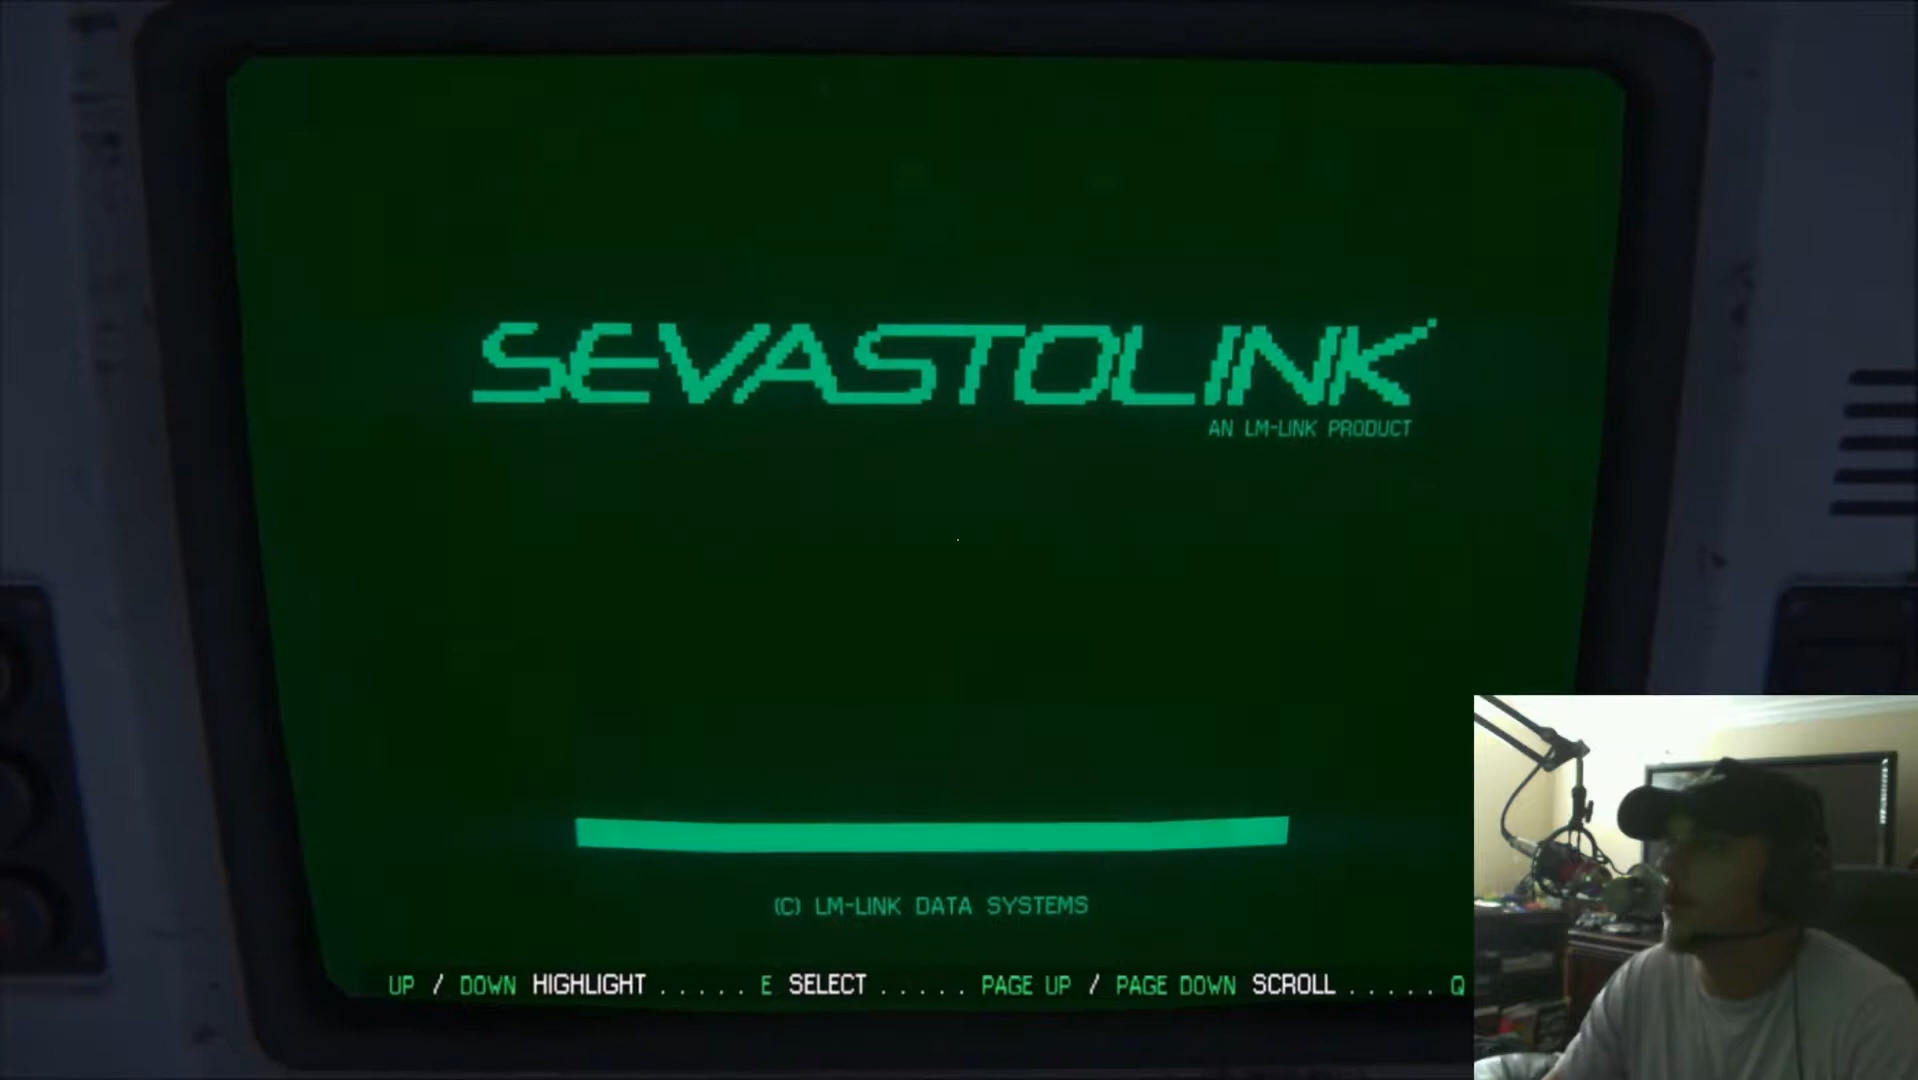 SEVASTOLINK
AN LM-LINK PRODUCT
(C) LM-LINK DATA SYSTEMS
UP / DOWN HIGHLIGHT ..... E SELECT ..... PAGE UP / PAGE DOWN SCROLL ..... Q